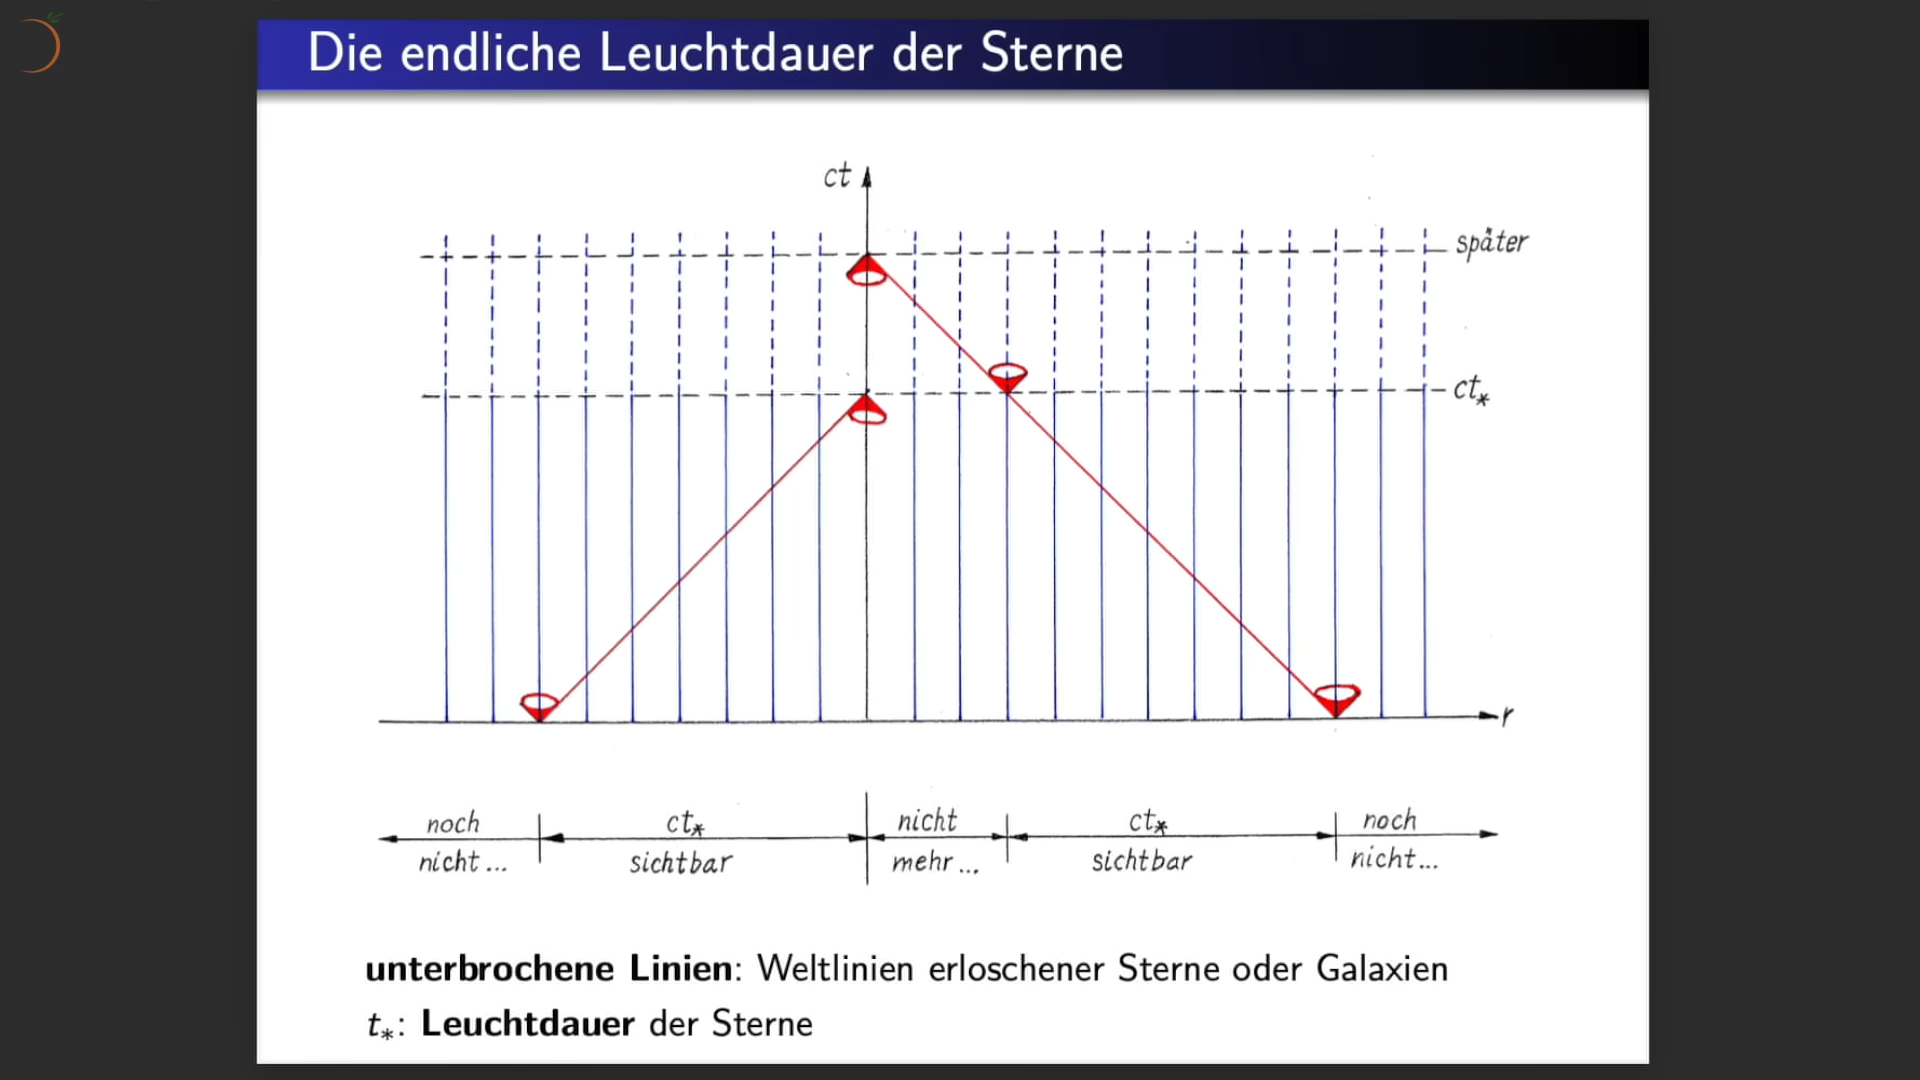 Die endliche Leuchtdauer der Sterne
ct
später
ct*
r
noch ct* nicht ct* noch
nicht ... sichtbar mehr ... sichtbar nicht ...
unterbrochene Linien: Weltlinien erloschener Sterne oder Galaxien
t*: Leuchtdauer der Sterne